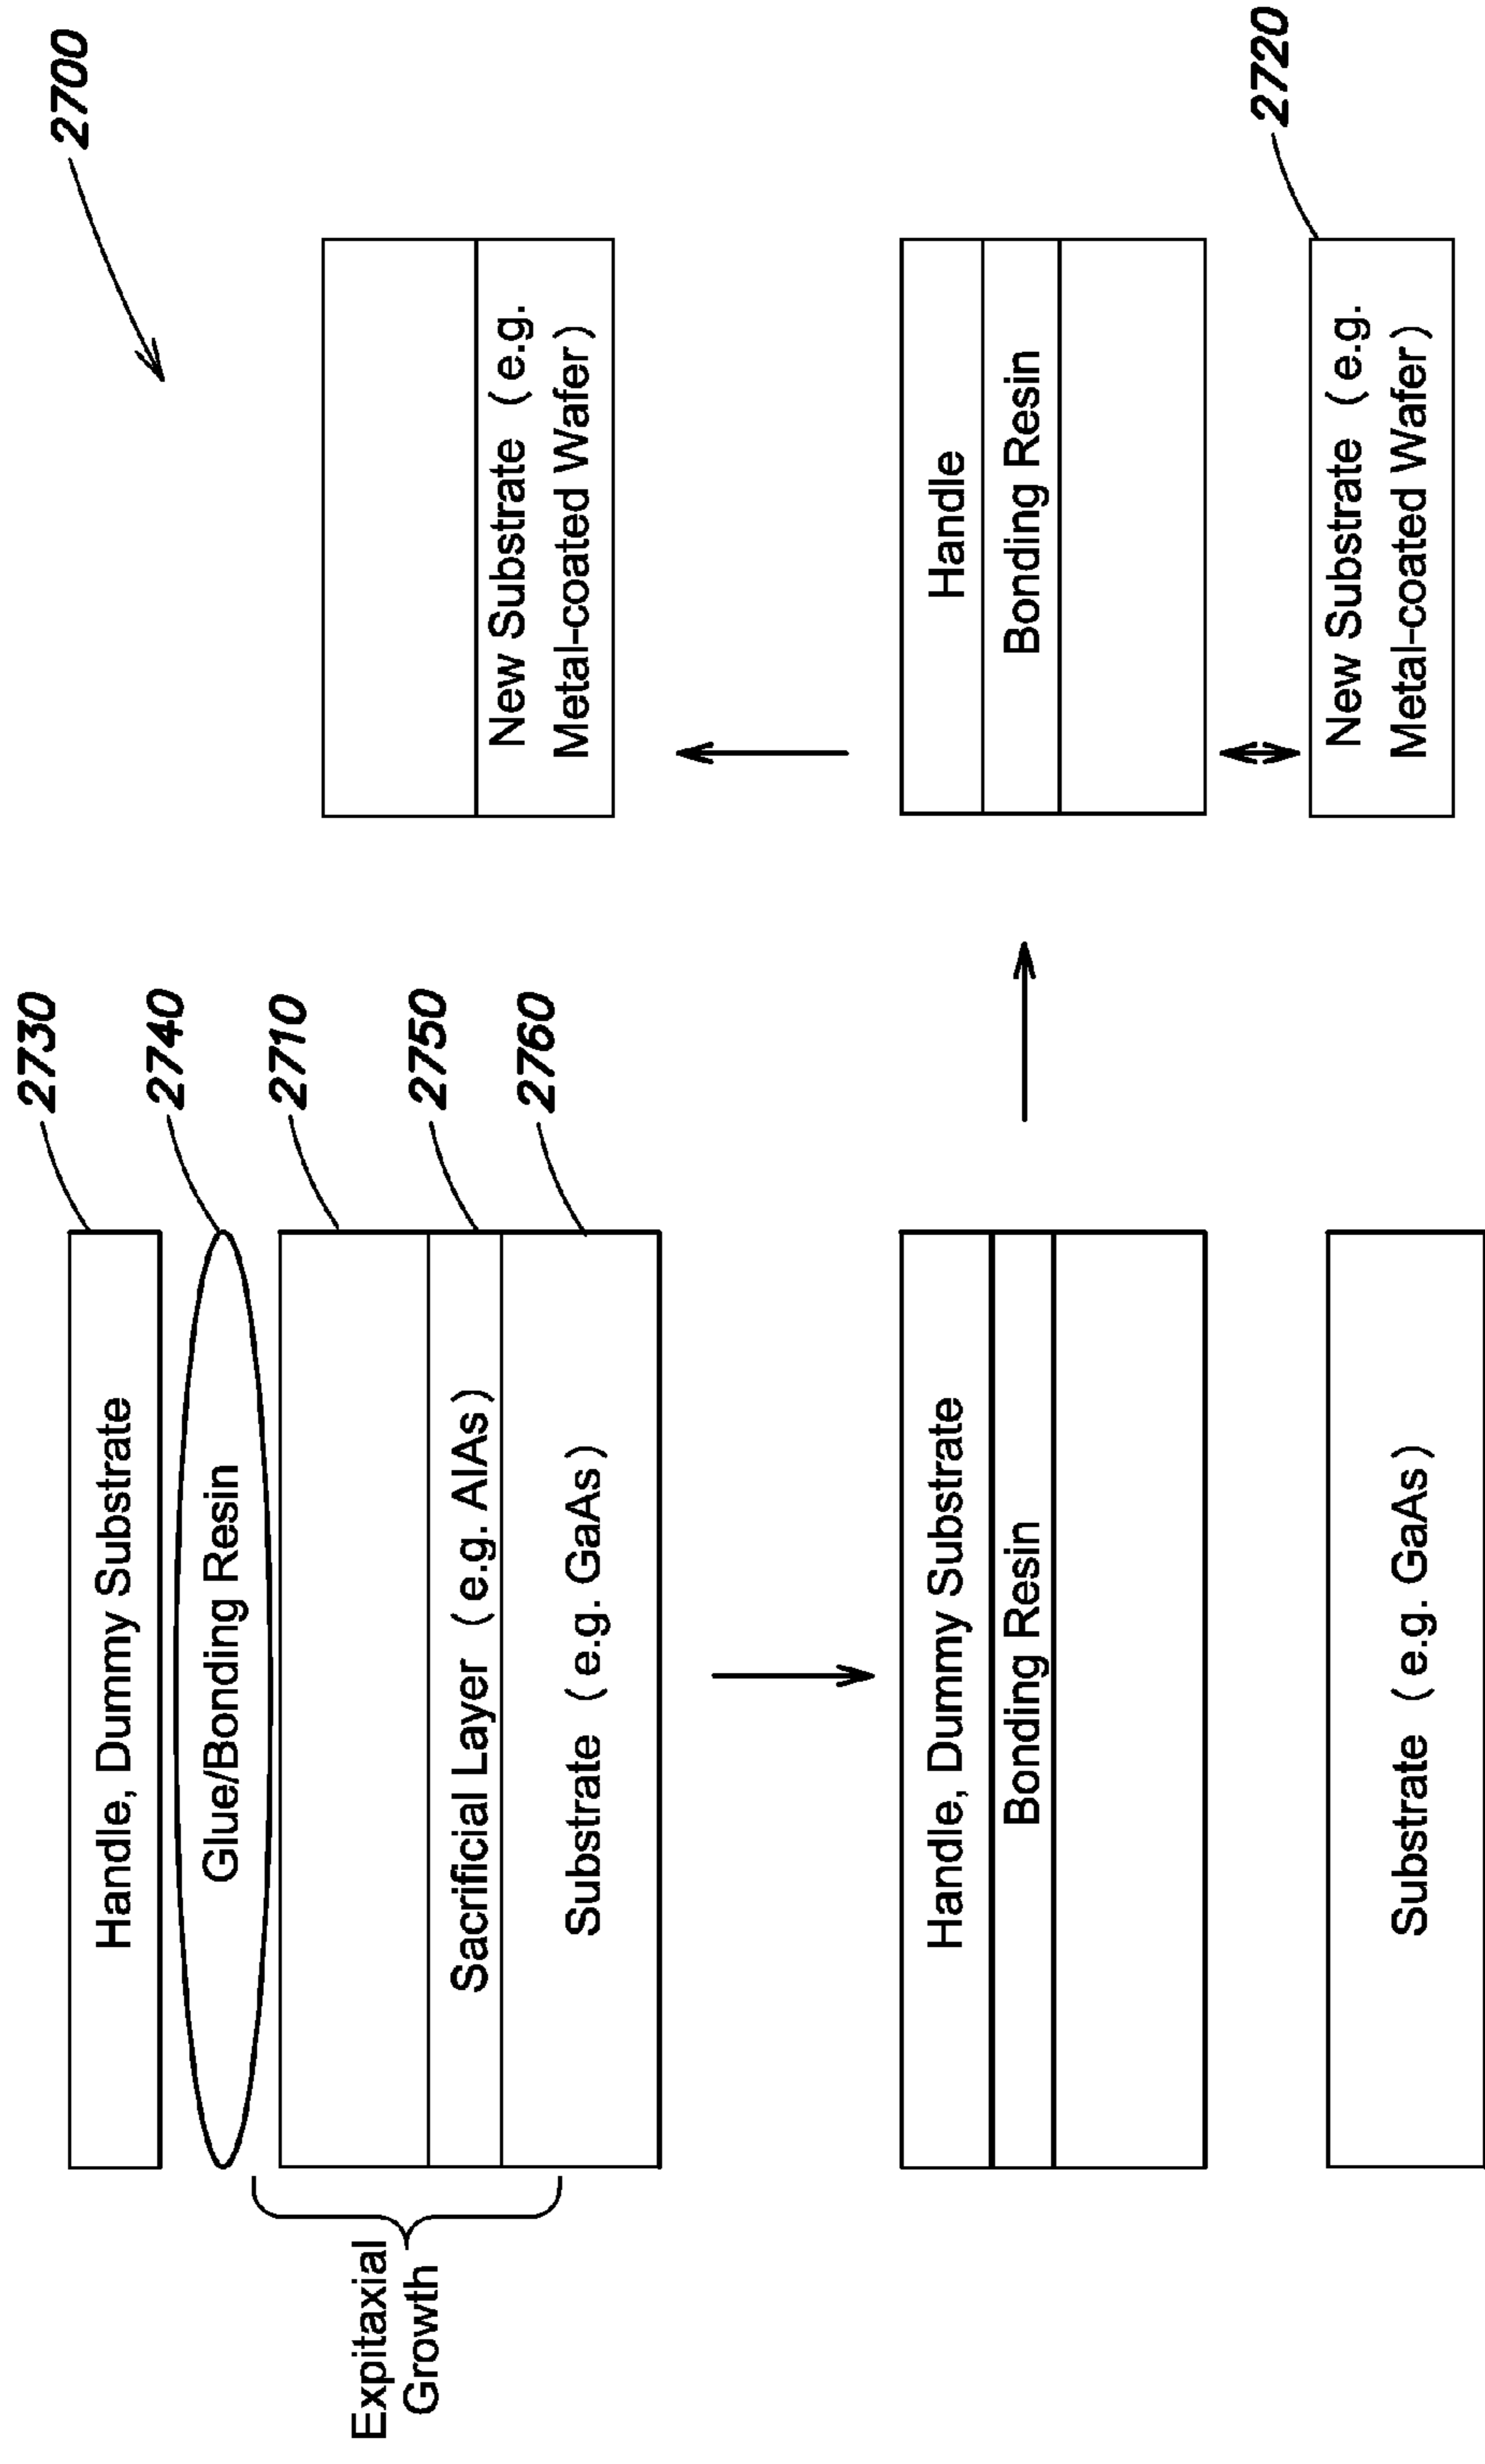 2700
2730
Handle, Dummy Substrate
2740
Glue/Bonding Resin
2710
Expitaxial
Growth
2750
Sacrificial Layer (e.g. AlAs)
2760
Substrate (e.g. GaAs)
New Substrate (e.g.
Metal-coated Wafer)
Handle, Dummy Substrate
Bonding Resin
Substrate (e.g. GaAs)
Handle
Bonding Resin
2720
New Substrate (e.g.
Metal-coated Wafer)